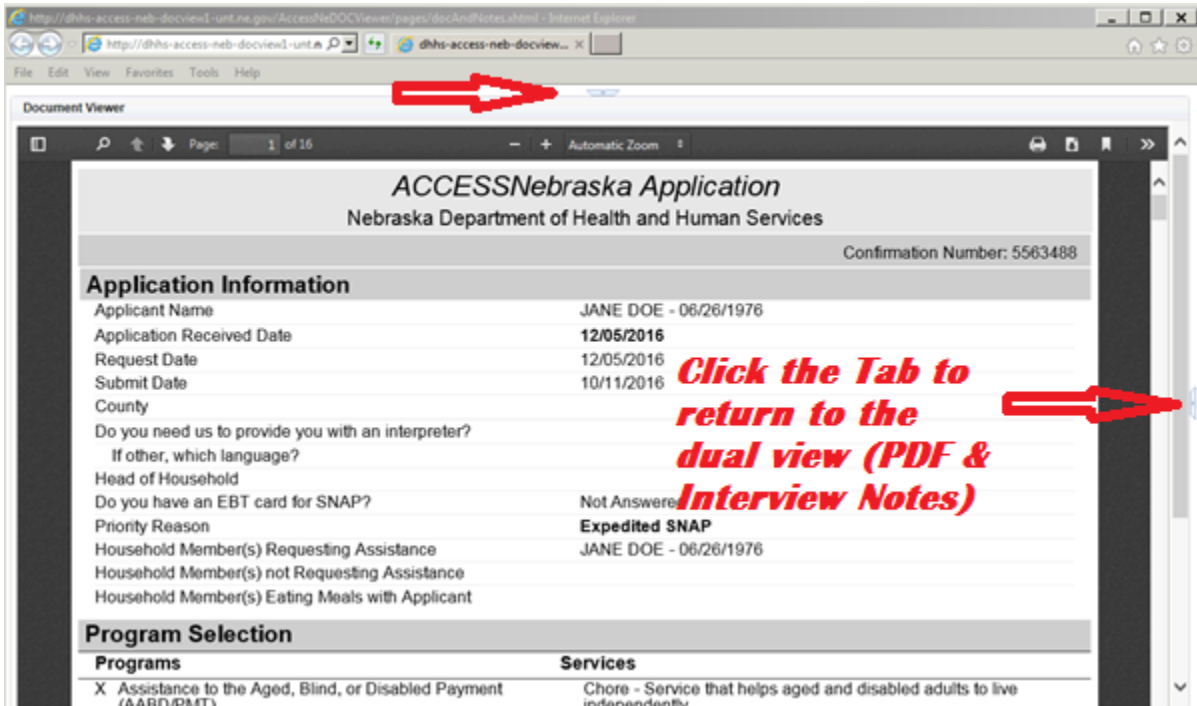 http://dhhs-access-neb-docview1-unt.ne.gov/AccessNeDOCViewer/pages/docAndNotes.xhtml - Internet Explorer
http://dhhs-access-neb-docview1-unt.n dhhs-access-neb-docview...
File Edit View Favorites Tools Help
Document Viewer
Page: 1 of 16 Automatic Zoom
ACCESSNebraska Application
Nebraska Department of Health and Human Services
Confirmation Number: 5563488
Application Information
Applicant Name JANE DOE - 06/26/1976
Application Received Date 12/05/2016
Request Date 12/05/2016
Submit Date 10/11/2016
County
Do you need us to provide you with an interpreter?
If other, which language?
Head of Household
Do you have an EBT card for SNAP? Not Answered
Priority Reason Expedited SNAP
Household Member(s) Requesting Assistance JANE DOE - 06/26/1976
Household Member(s) not Requesting Assistance
Household Member(s) Eating Meals with Applicant
Click the Tab to
return to the
dual view (PDF &
Interview Notes)
Program Selection
Programs Services
X Assistance to the Aged, Blind, or Disabled Payment Chore - Service that helps aged and disabled adults to live
(AABD/PMT) independently